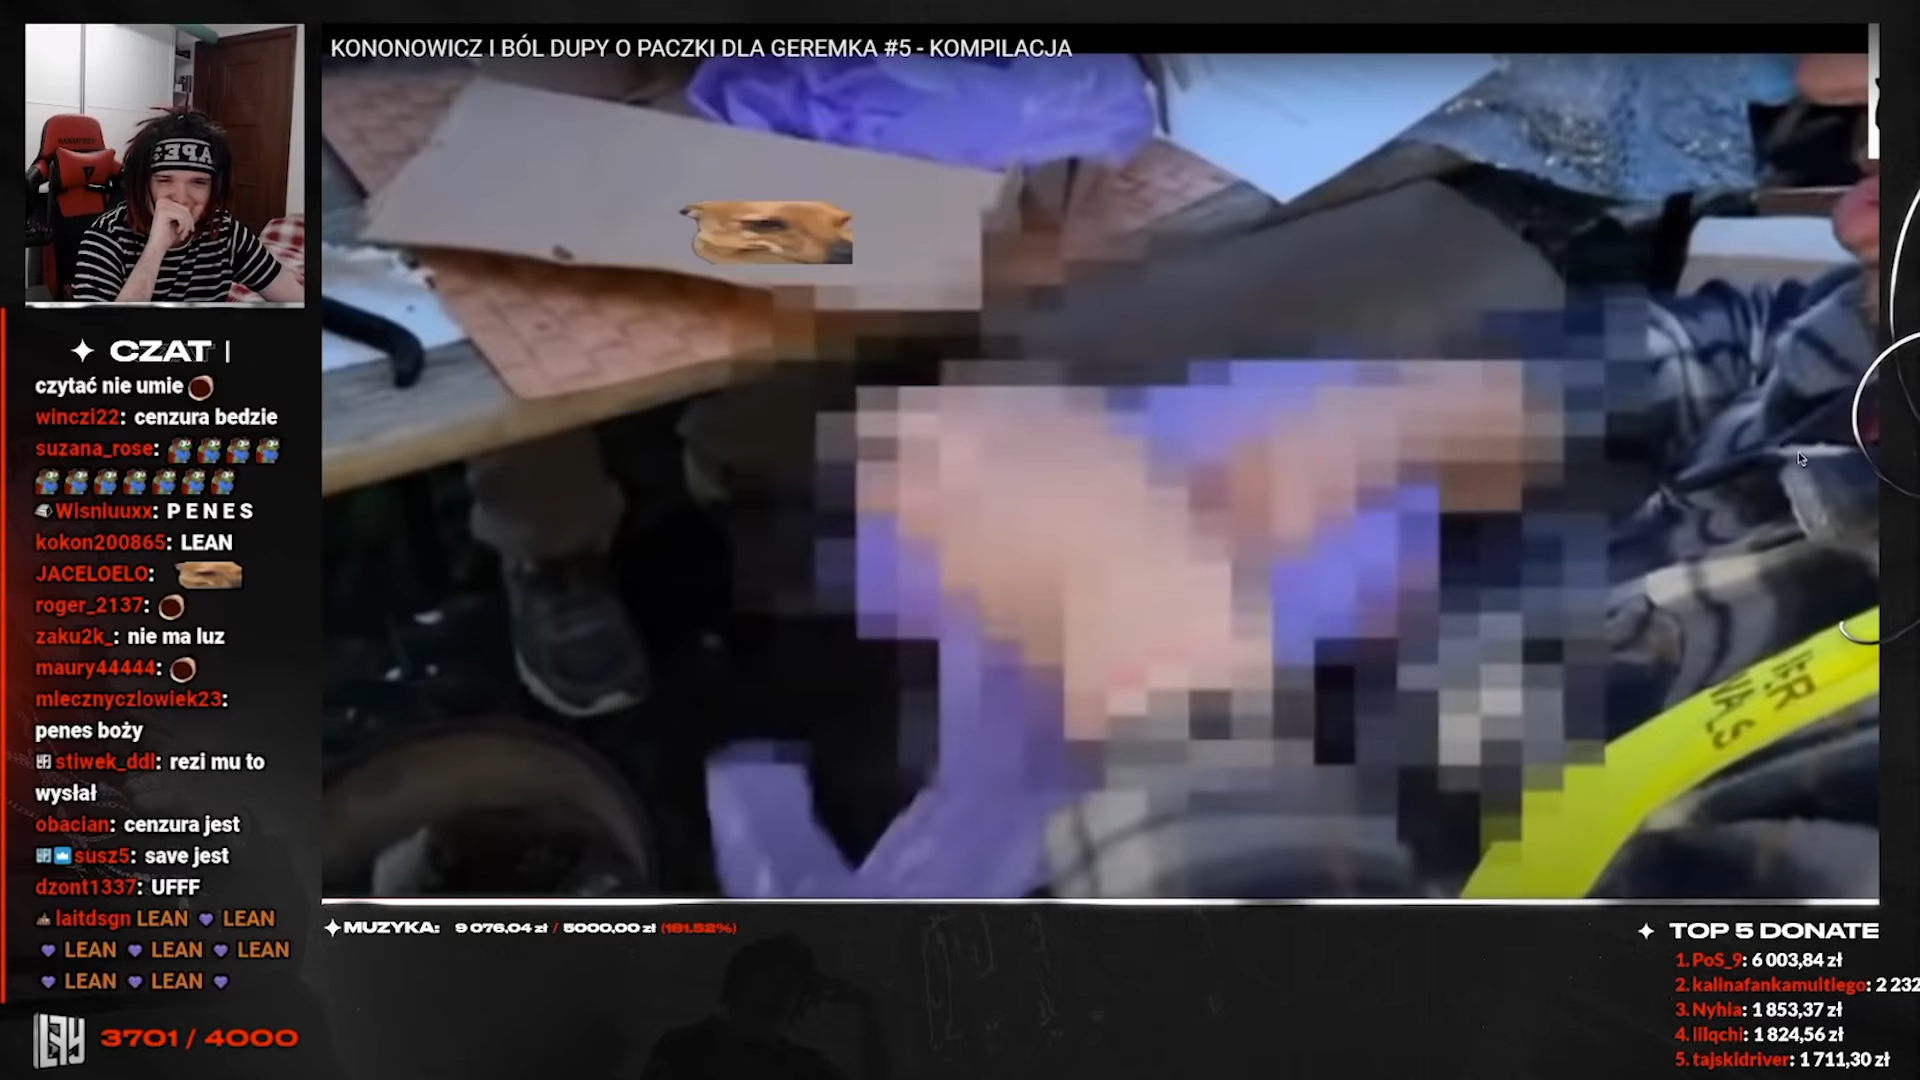 KONONOWICZ I BÓL DUPY O PACZKI DLA GEREMKA #5 - KOMPILACJA
CZAT
czytać nie umie
winczi22: cenzura bedzie
suzana_rose:
Wisniuuxx: P E N E S
kokon200865: LEAN
JACELOELO:
roger_2137:
zaku2k_: nie ma luz
maury44444:
mlecznyczlowiek23:
penes boży
stiwek_ddl: rezi mu to
wysłał
obacian: cenzura jest
susz5: save jest
dzont1337: UFFF
laitdsgn LEAN LEAN
LEAN LEAN LEAN
LEAN LEAN
3701 / 4000
MUZYKA: 9 076,04 zł / 5000,00 zł (181.52%)
TOP 5 DONATE
1. PoS_9: 6 003,84 zł
2. kalinafankamultiego: 2 232
3. Nyhia: 1 853,37 zł
4. lilqchi: 1 824,56 zł
5. tajskidriver: 1 711,30 zł